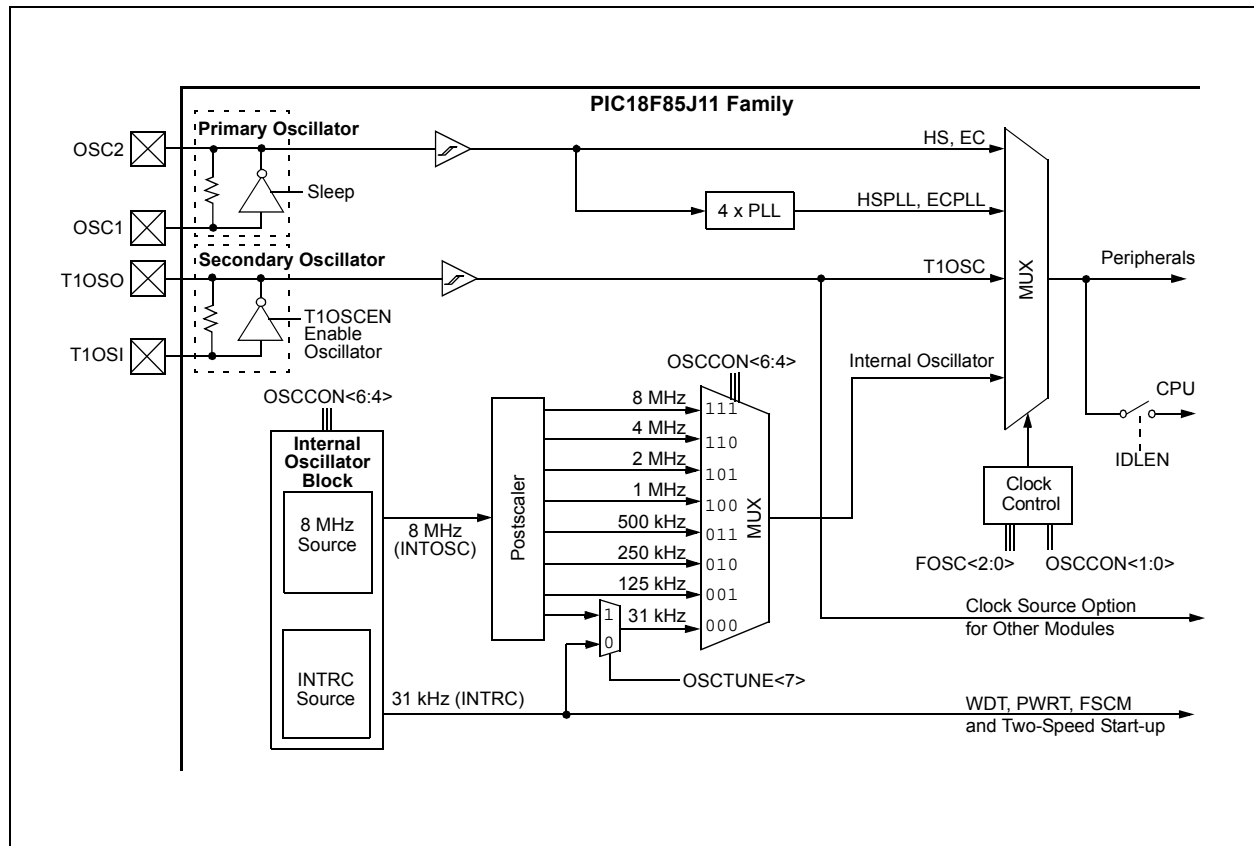 PIC18F85J11 Family
Primary Oscillator
OSC2
HS, EC
Sleep
4 x PLL
HSPLL, ECPLL
OSC1
Secondary Oscillator
T1OSO
T1OSC
MUX
Peripherals
T1OSCEN
Enable
Oscillator
T1OSI
OSCCON<6:4>
Internal Oscillator
OSCCON<6:4>
CPU
IDLEN
Internal
Oscillator
Block
8 MHz
Source
8 MHz
(INTOSC)
Postscaler
8 MHz
111
4 MHz
110
2 MHz
101
1 MHz
100
500 kHz
011
250 kHz
010
125 kHz
001
1
31 kHz
000
0
MUX
Clock
Control
FOSC<2:0>
OSCCON<1:0>
Clock Source Option
for Other Modules
OSCTUNE<7>
INTRC
Source
31 kHz (INTRC)
WDT, PWRT, FSCM
and Two-Speed Start-up